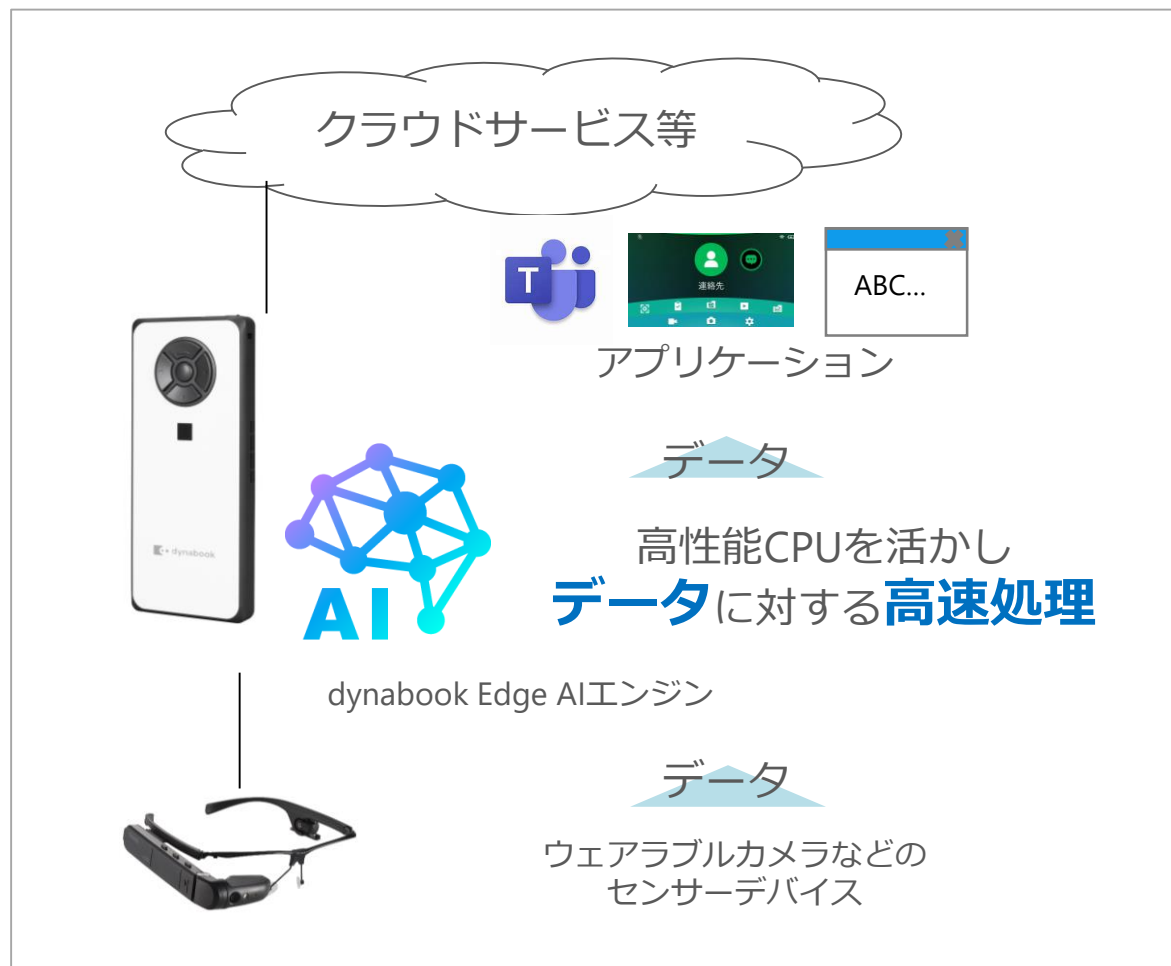 クラウドサービス等
T
連絡先
ABC...
アプリケーション
データ
dynabook
AI
高性能CPUを活かし
データに対する高速処理
dynabook Edge AIエンジン
データ
ウェアラブルカメラなどの
センサーデバイス